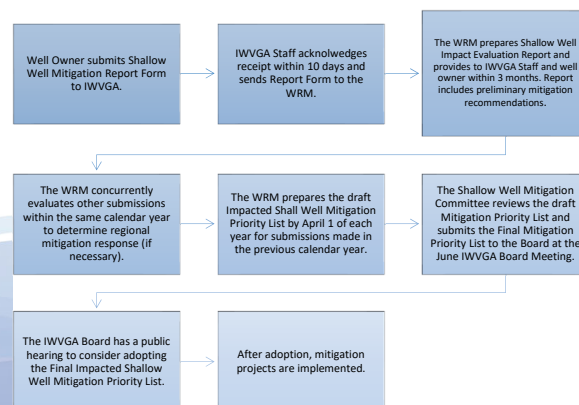 Well Owner submits Shallow
Well Mitigation Report Form
to IWVGA.
IWVGA Staff acknolwedges
receipt within 10 days and
sends Report Form to the
WRM.
The WRM prepares Shallow Well
Impact Evaluation Report and
provides to IWVGA Staff and well
owner within 3 months. Report
includes preliminary mitigation
recommendations.
The WRM concurrently
evaluates other submissions
within the same calendar year
to determine regional
mitigation response (if
necessary).
The WRM prepares the draft
Impacted Shall Well Mitigation
Priority List by April 1 of each
year for submissions made in
the previous calendar year.
The Shallow Well Mitigation
Committee reviews the draft
Mitigation Priority List and
submits the Final Mitigation
Priority List to the Board at the
June IWVGA Board Meeting.
The IWVGA Board has a public
hearing to consider adopting
the Final Impacted Shallow
Well Mitigation Priority List.
After adoption, mitigation
projects are implemented.